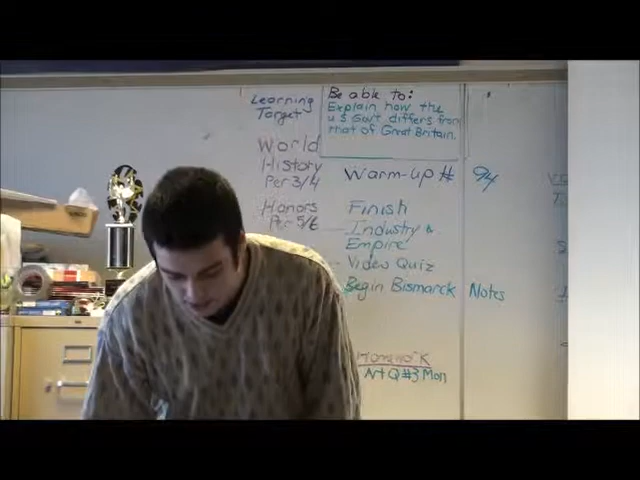 Learning
Target
Be able to:
Explain how the
US Gov't differs from
that of Great Britain.
World
History
Per 3/4
Warm-up # 94
Honors
Per 5/6
Finish
Industry &
Empire
Video Quiz
Begin Bismarck Notes
Homework
N+Q #3 Mon